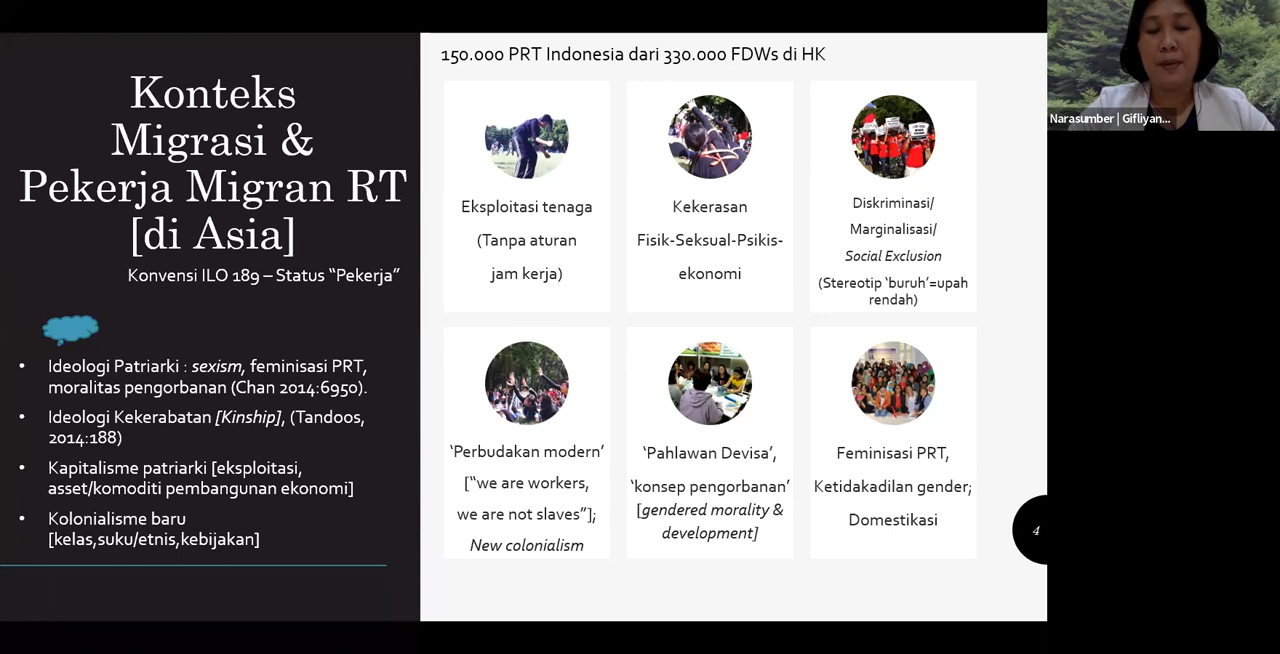 Konteks
Migrasi &
Pekerja Migran RT
[di Asia]
Konvensi ILO 189 – Status “Pekerja”
• Ideologi Patriarki : sexism, feminisasi PRT,
moralitas pengorbanan (Chan 2014:6950).
• Ideologi Kekerabatan [Kinship], (Tandoos,
2014:188)
• Kapitalisme patriarki [eksploitasi,
asset/komoditi pembangunan ekonomi]
• Kolonialisme baru
[kelas,suku/etnis,kebijakan]
150.000 PRT Indonesia dari 330.000 FDWs di HK
Eksploitasi tenaga
(Tanpa aturan
jam kerja)
Kekerasan
Fisik-Seksual-Psikis-
ekonomi
Diskriminasi/
Marginalisasi/
Social Exclusion
(Stereotip ‘buruh’=upah
rendah)
‘Perbudakan modern’
[“we are workers,
we are not slaves”];
New colonialism
‘Pahlawan Devisa’,
‘konsep pengorbanan’
[gendered morality &
development]
Feminisasi PRT,
Ketidakadilan gender;
Domestikasi
4
Narasumber | Gifliyan...